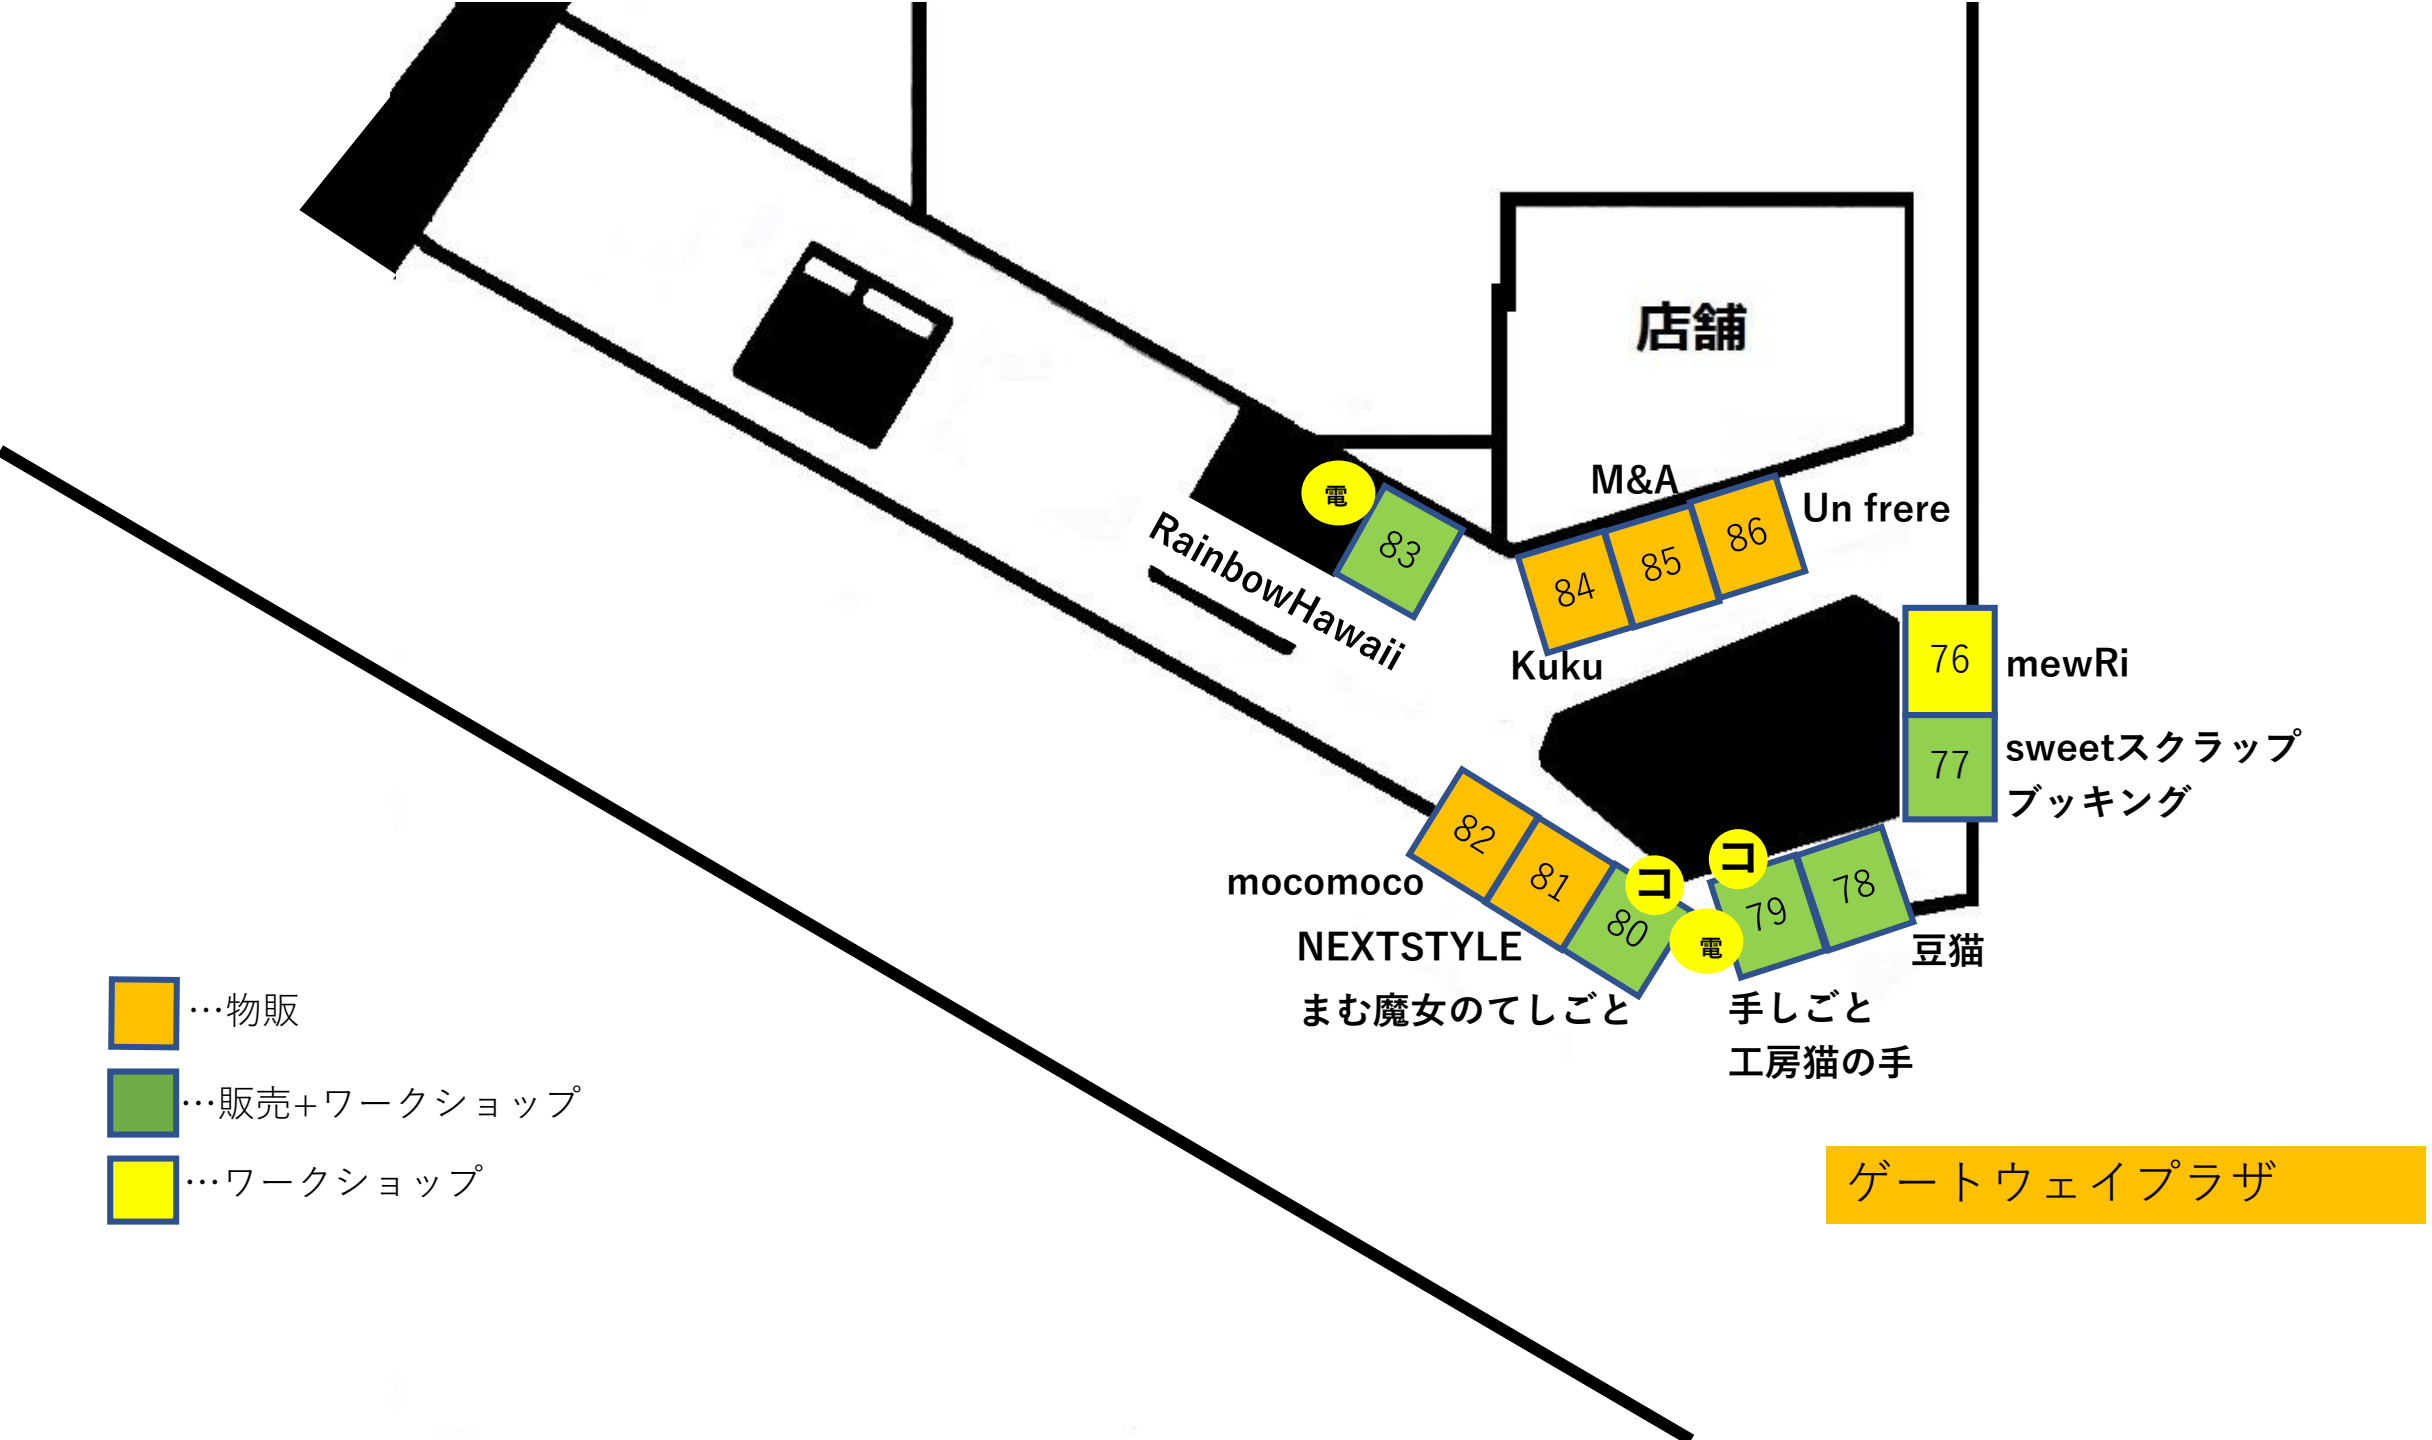 店舗
M&A
Un frere
電
83
84
85
86
RainbowHawaii
Kuku
76
mewRi
77
sweetスクラップ
ブッキング
82
81
80
コ
コ
電
79
78
mocomoco
NEXTSTYLE
まむ魔女のてしごと
豆猫
手しごと
工房猫の手
…物販
…販売+ワークショップ
…ワークショップ
ゲートウェイプラザ